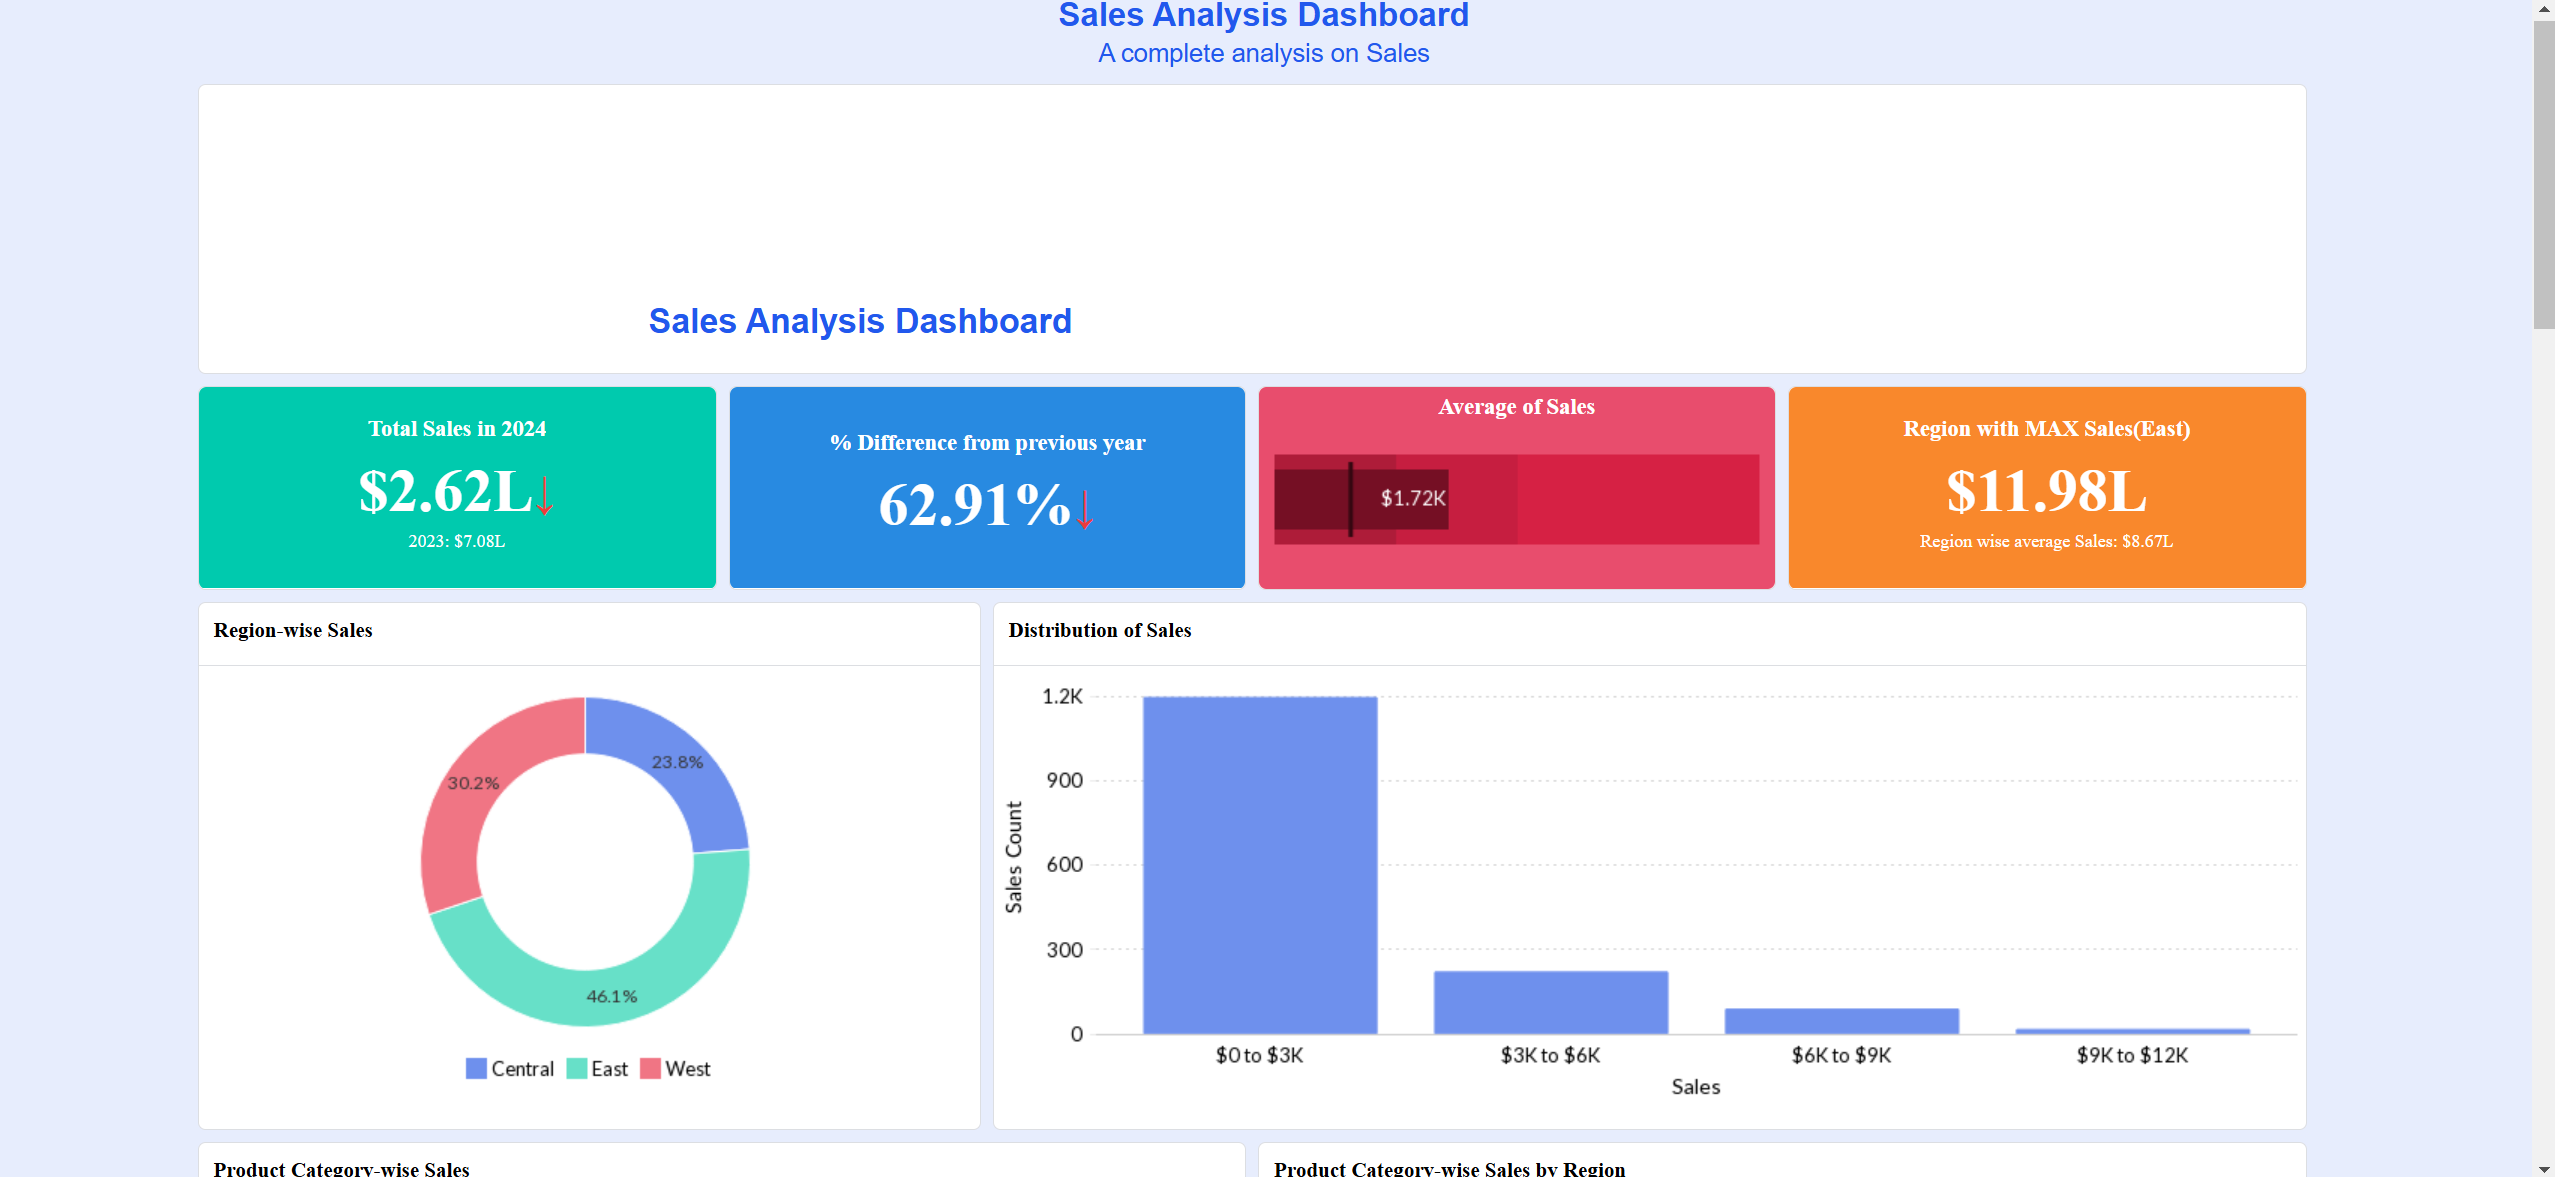 Sales Analysis Dashboard
A complete analysis on Sales
Sales Analysis Dashboard
Total Sales in 2024
$2.62L↓
2023: $7.08L
% Difference from previous year
62.91%↓
Average of Sales
$1.72K
Region with MAX Sales(East)
$11.98L
Region wise average Sales: $8.67L
Region-wise Sales
23.8%
30.2%
46.1%
Central East West
Distribution of Sales
1.2K
900
600
300
0
Sales Count
$0 to $3K $3K to $6K $6K to $9K $9K to $12K
Sales
Product Category-wise Sales
Product Category-wise Sales by Region